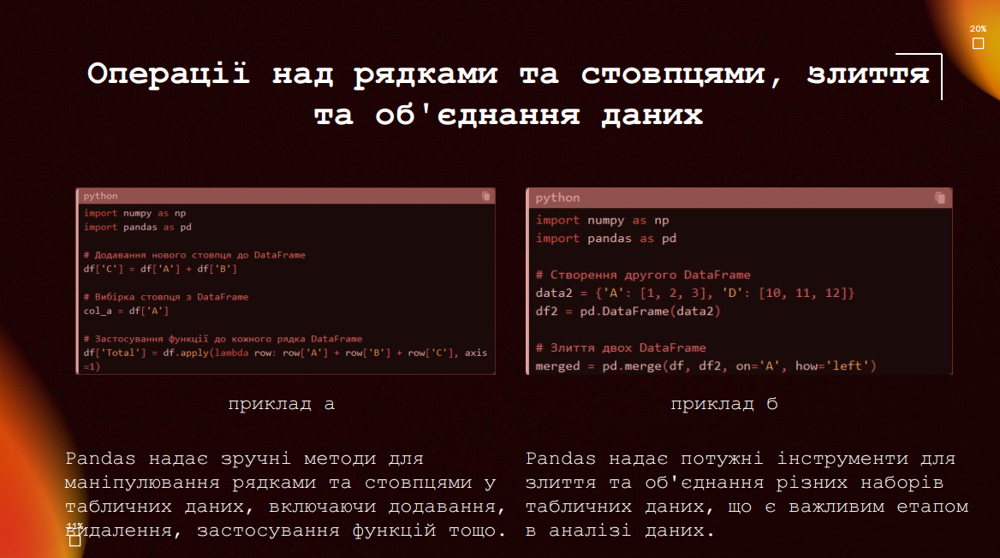 20%
Операції над рядками та стовпцями, злиття
та об'єднання даних
python
import numpy as np
import pandas as pd
# Додавання нового стовпця до DataFrame
df['C'] = df['A'] + df['B']
# Вибірка стовпця з DataFrame
col_a = df['A']
# Застосування функції до кожного рядка DataFrame
df['Total'] = df.apply(lambda row: row['A'] + row['B'] + row['C'], axis
=1)
приклад а
Pandas надає зручні методи для
маніпулювання рядками та стовпцями у
табличних даних, включаючи додавання,
видалення, застосування функцій тощо.
11%
python
import numpy as np
import pandas as pd
# Створення другого DataFrame
data2 = {'A': [1, 2, 3], 'D': [10, 11, 12]}
df2 = pd.DataFrame(data2)
# Злиття двох DataFrame
merged = pd.merge(df, df2, on='A', how='left')
приклад б
Pandas надає потужні інструменти для
злиття та об'єднання різних наборів
табличних даних, що є важливим етапом
в аналізі даних.